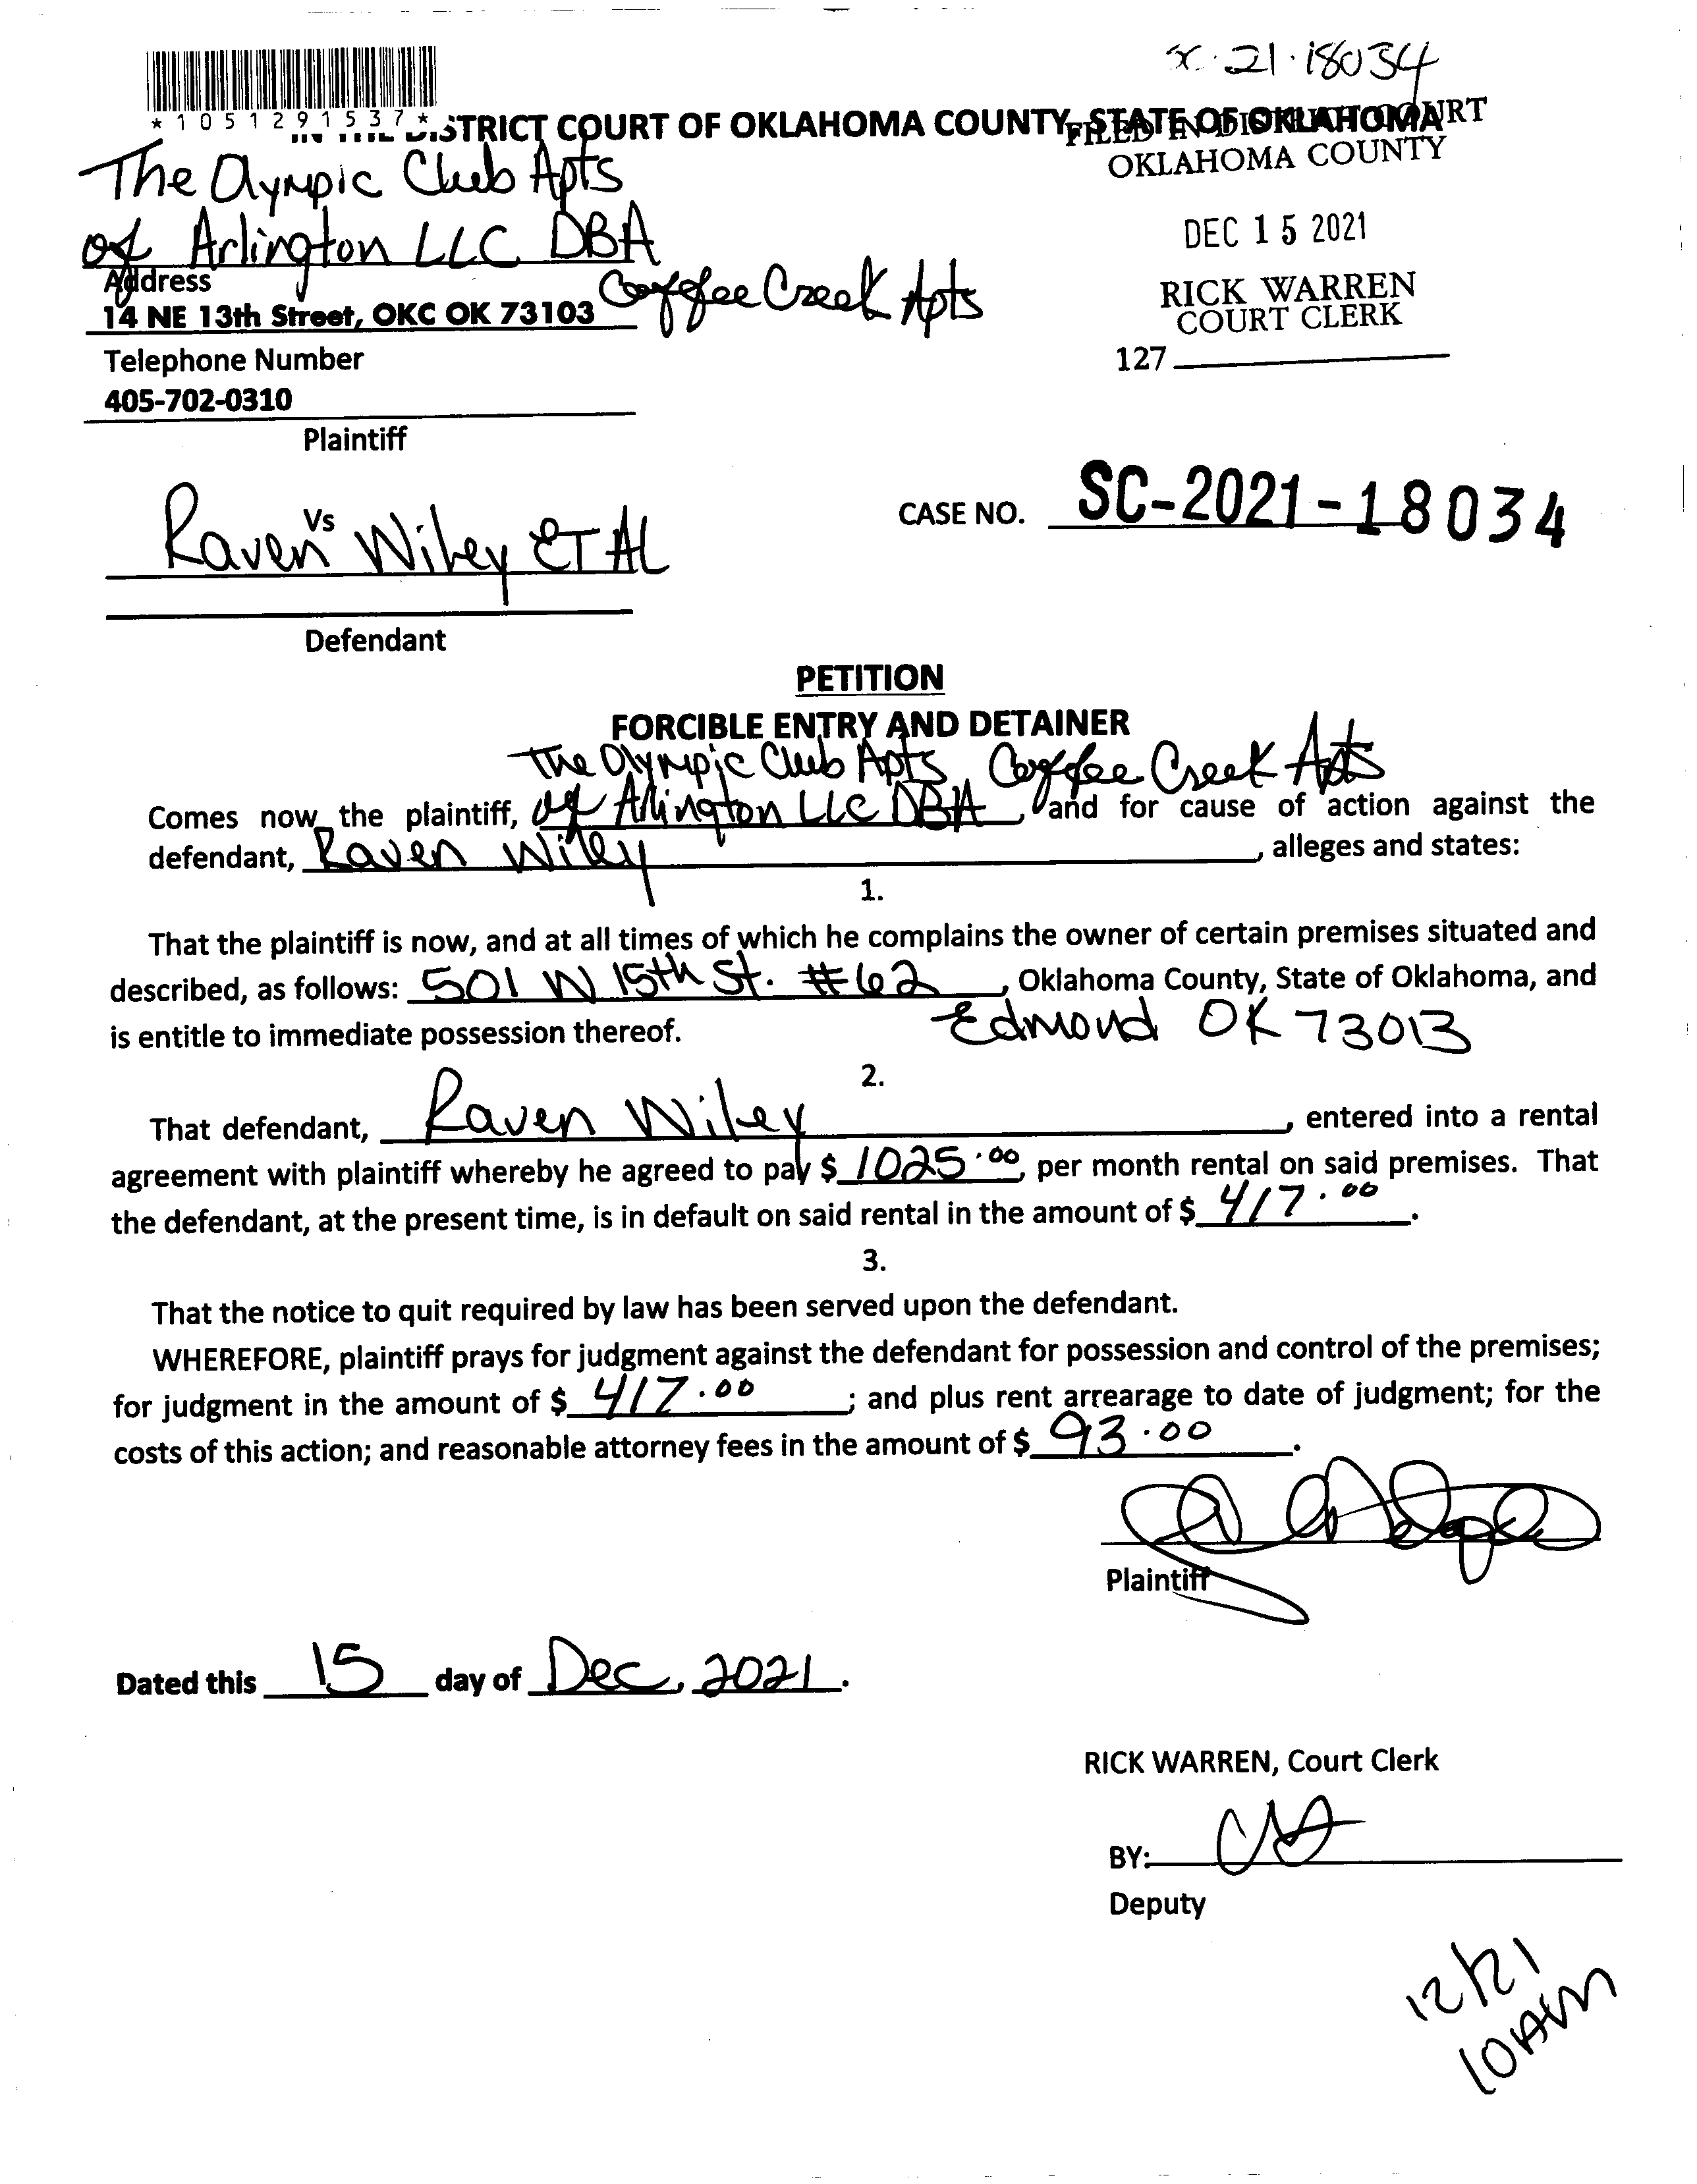 SC-21-18034
*1051291537*
IN THE DISTRICT COURT OF OKLAHOMA COUNTY, STATE OF OKLAHOMA
FILED IN DISTRICT COURT
OKLAHOMA COUNTY
The Olympic Club Apts
of Arlington LLC DBA
Coffee Creek Apts
DEC 15 2021
Address
14 NE 13th Street, OKC OK 73103
RICK WARREN
COURT CLERK
Telephone Number
127
405-702-0310
Plaintiff
Vs
CASE NO. SC-2021-18034
Raven Wiley ET AL
Defendant
PETITION
FORCIBLE ENTRY AND DETAINER
The Olympic Club Apts Coffee Creek Apts
Comes now the plaintiff, of Arlington LLC DBA, and for cause of action against the
defendant, Raven Wiley, alleges and states:
1.
That the plaintiff is now, and at all times of which he complains the owner of certain premises situated and
described, as follows: 501 W 15th St. #62, Oklahoma County, State of Oklahoma, and
is entitle to immediate possession thereof. Edmond OK 73013
2.
That defendant, Raven Wiley, entered into a rental
agreement with plaintiff whereby he agreed to pay $ 1025.00, per month rental on said premises. That
the defendant, at the present time, is in default on said rental in the amount of $ 417.00.
3.
That the notice to quit required by law has been served upon the defendant.
WHEREFORE, plaintiff prays for judgment against the defendant for possession and control of the premises;
for judgment in the amount of $ 417.00; and plus rent arrearage to date of judgment; for the
costs of this action; and reasonable attorney fees in the amount of $ 93.00.
Plaintiff
Dated this 15 day of Dec, 2021.
RICK WARREN, Court Clerk
BY:
Deputy
12/21
10AM